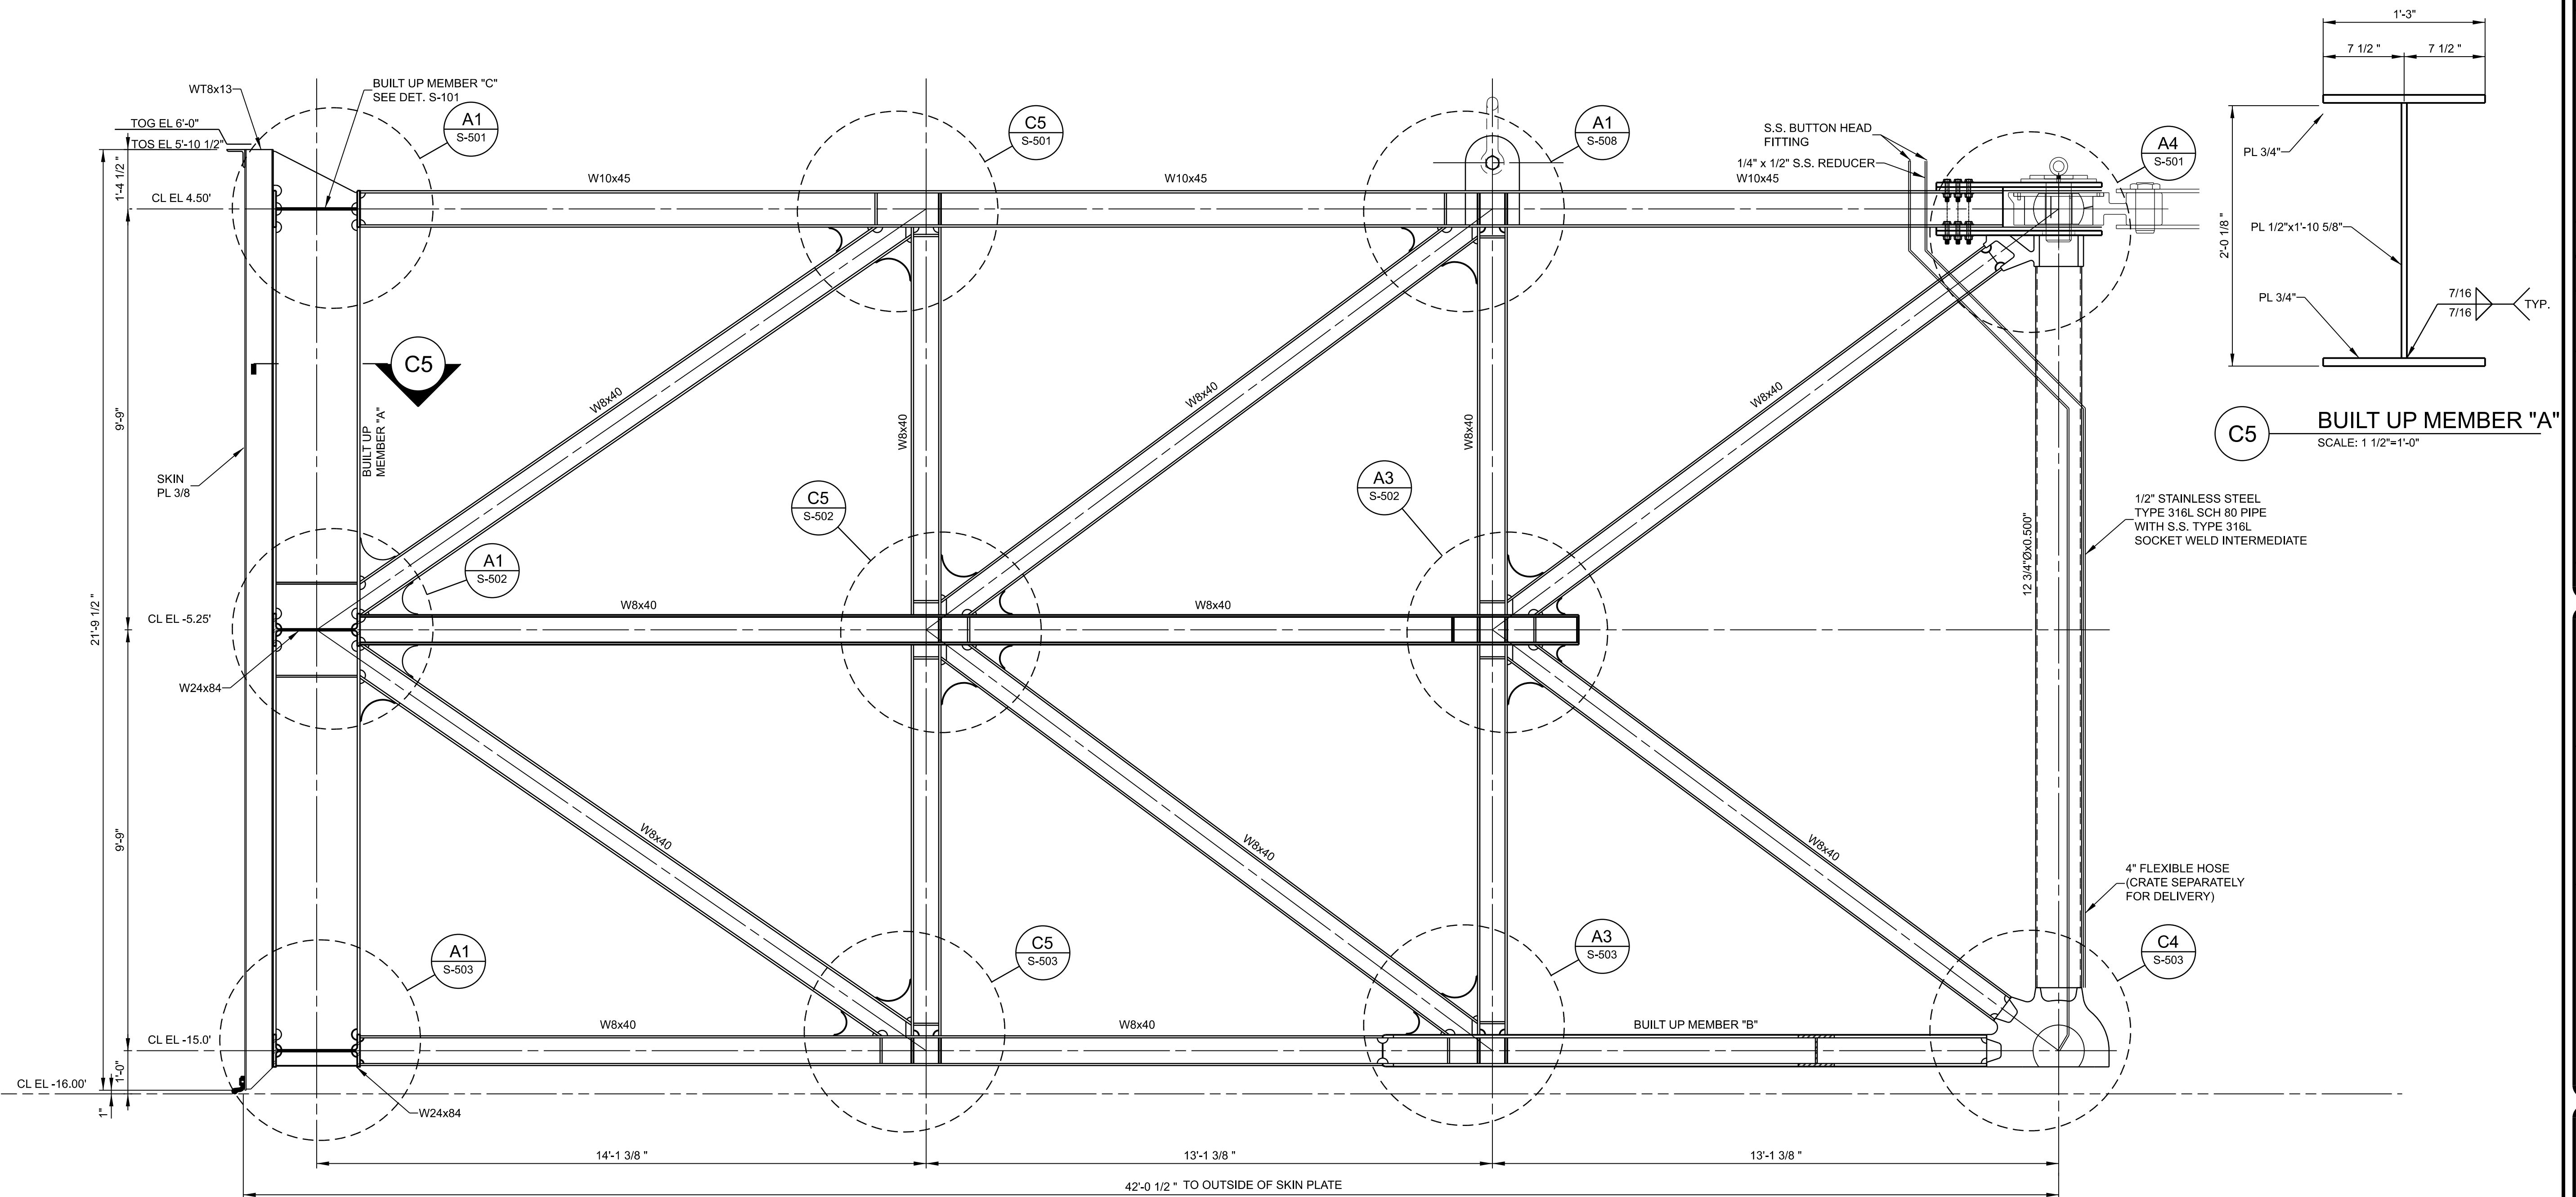 1'-3"
7 1/2 "
7 1/2 "
BUILT UP MEMBER "C"
SEE DET. S-101
WT8x13
A1
S-501
C5
S-501
A1
S-508
S.S. BUTTON HEAD
FITTING
A4
S-501
TOG EL 6'-0"
TOS EL 5'-10 1/2"
1/4" x 1/2" S.S. REDUCER
PL 3/4"
1'-4 1/2 "
W10x45
W10x45
W10x45
CL EL 4.50'
PL 1/2"x1'-10 5/8"
2'-0 1/8 "
PL 3/4"
7/16
7/16
TYP.
C5
9'-9"
BUILT UP
MEMBER "A"
W8x40
W8x40
W8x40
W8x40
W8x40
C5
BUILT UP MEMBER "A"
SCALE: 1 1/2"=1'-0"
SKIN
PL 3/8
C5
S-502
A3
S-502
1/2" STAINLESS STEEL
TYPE 316L SCH 80 PIPE
WITH S.S. TYPE 316L
SOCKET WELD INTERMEDIATE
12 3/4"Øx0.500"
A1
S-502
21'-9 1/2 "
CL EL -5.25'
W8x40
W8x40
W24x84
9'-9"
W8x40
W8x40
W8x40
4" FLEXIBLE HOSE
(CRATE SEPARATELY
FOR DELIVERY)
A1
S-503
C5
S-503
A3
S-503
C4
S-503
CL EL -15.0'
W8x40
W8x40
BUILT UP MEMBER "B"
1'-0"
CL EL -16.00'
1"
W24x84
14'-1 3/8 "
13'-1 3/8 "
13'-1 3/8 "
42'-0 1/2 " TO OUTSIDE OF SKIN PLATE